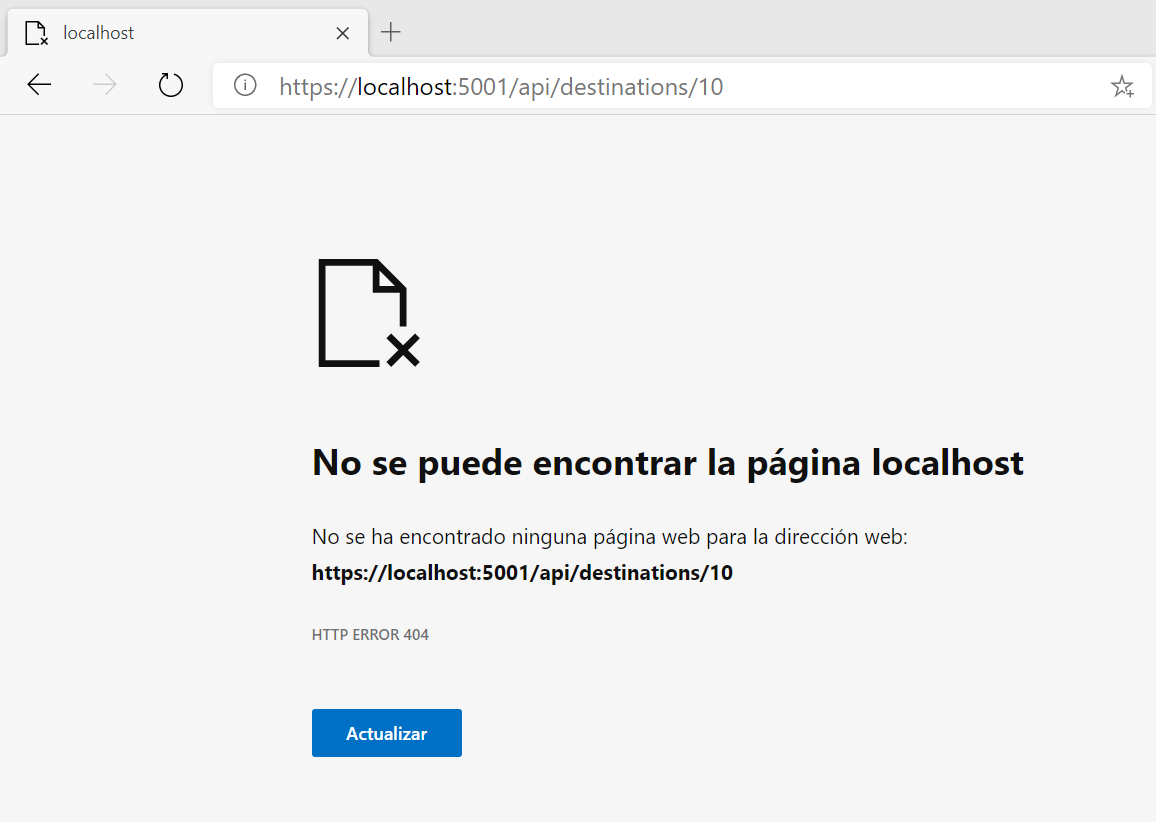 localhost
https://localhost:5001/api/destinations/10
No se puede encontrar la página localhost
No se ha encontrado ninguna página web para la dirección web:
https://localhost:5001/api/destinations/10
HTTP ERROR 404
Actualizar